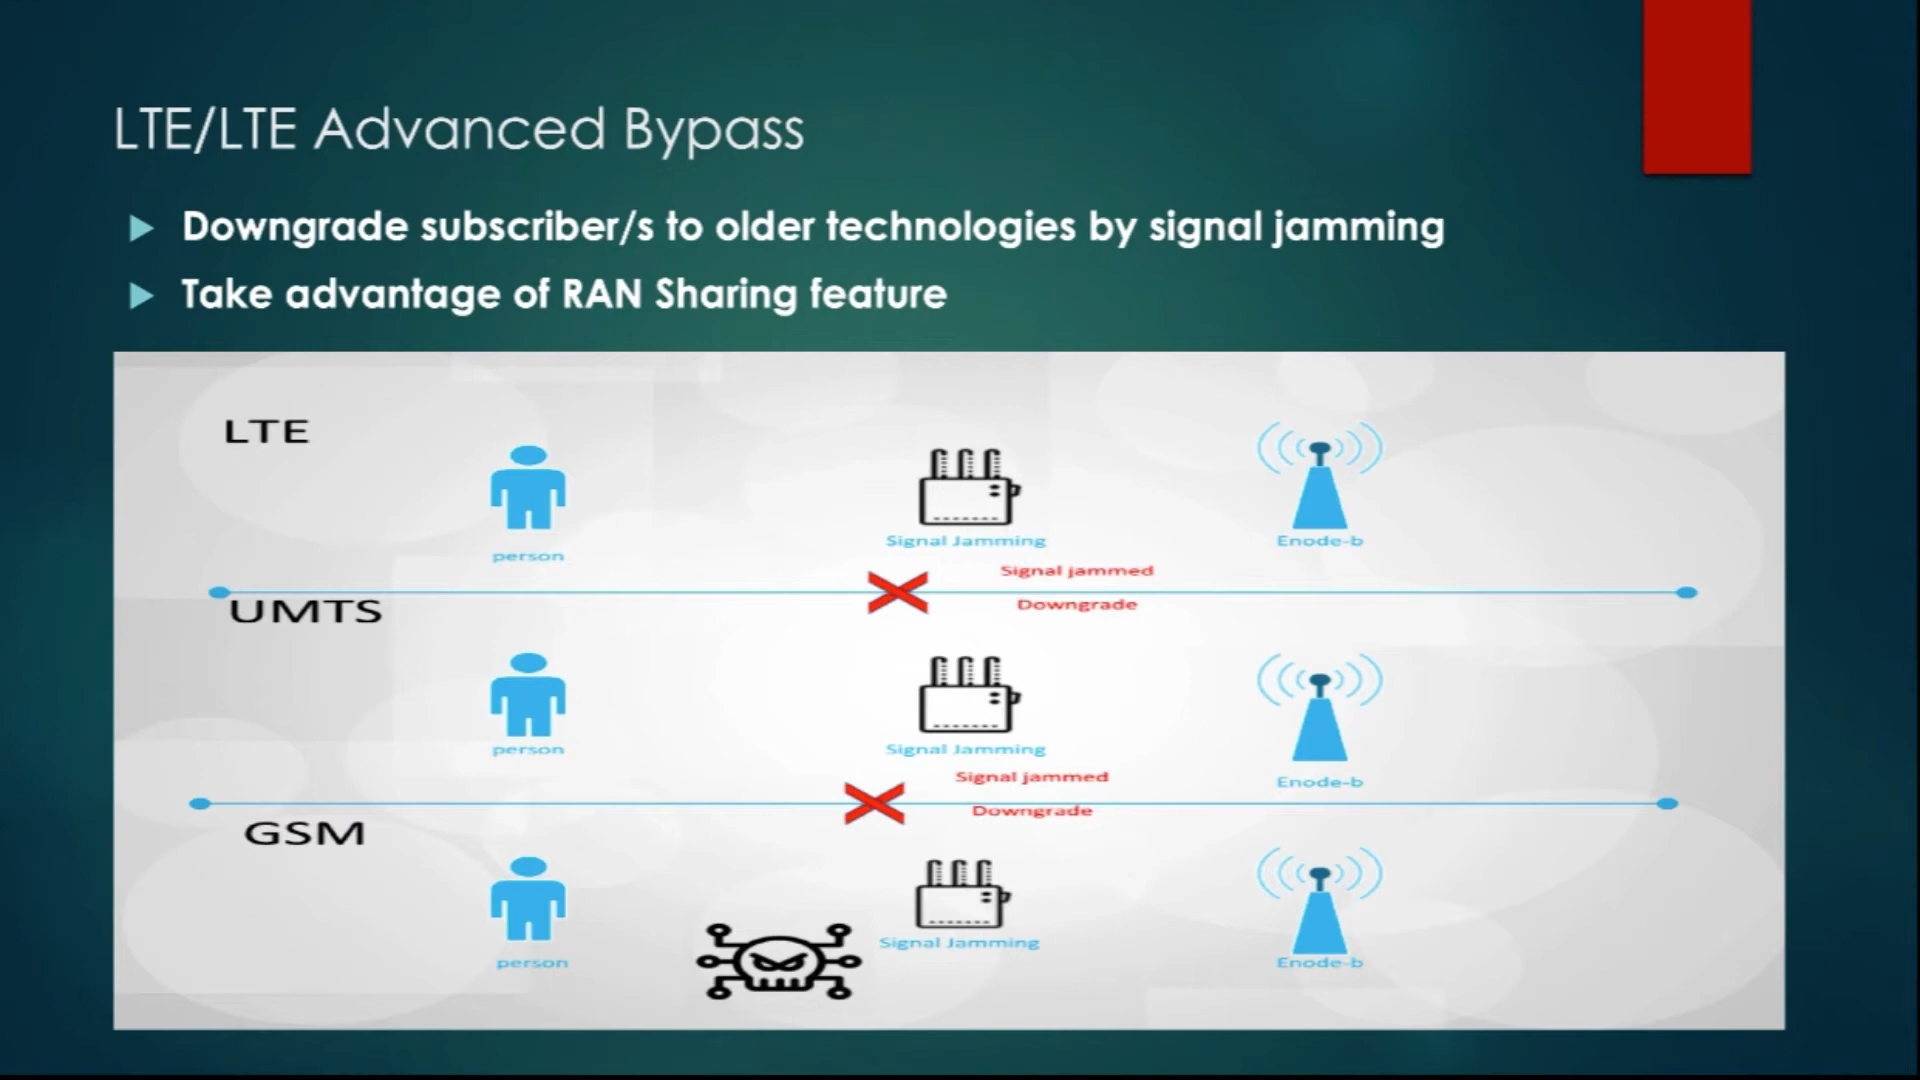 LTE/LTE Advanced Bypass
Downgrade subscriber/s to older technologies by signal jamming
Take advantage of RAN Sharing feature
LTE
person
Signal Jamming
Enode-b
Signal jammed
Downgrade
UMTS
person
Signal Jamming
Enode-b
Signal jammed
Downgrade
GSM
person
Signal Jamming
Enode-b